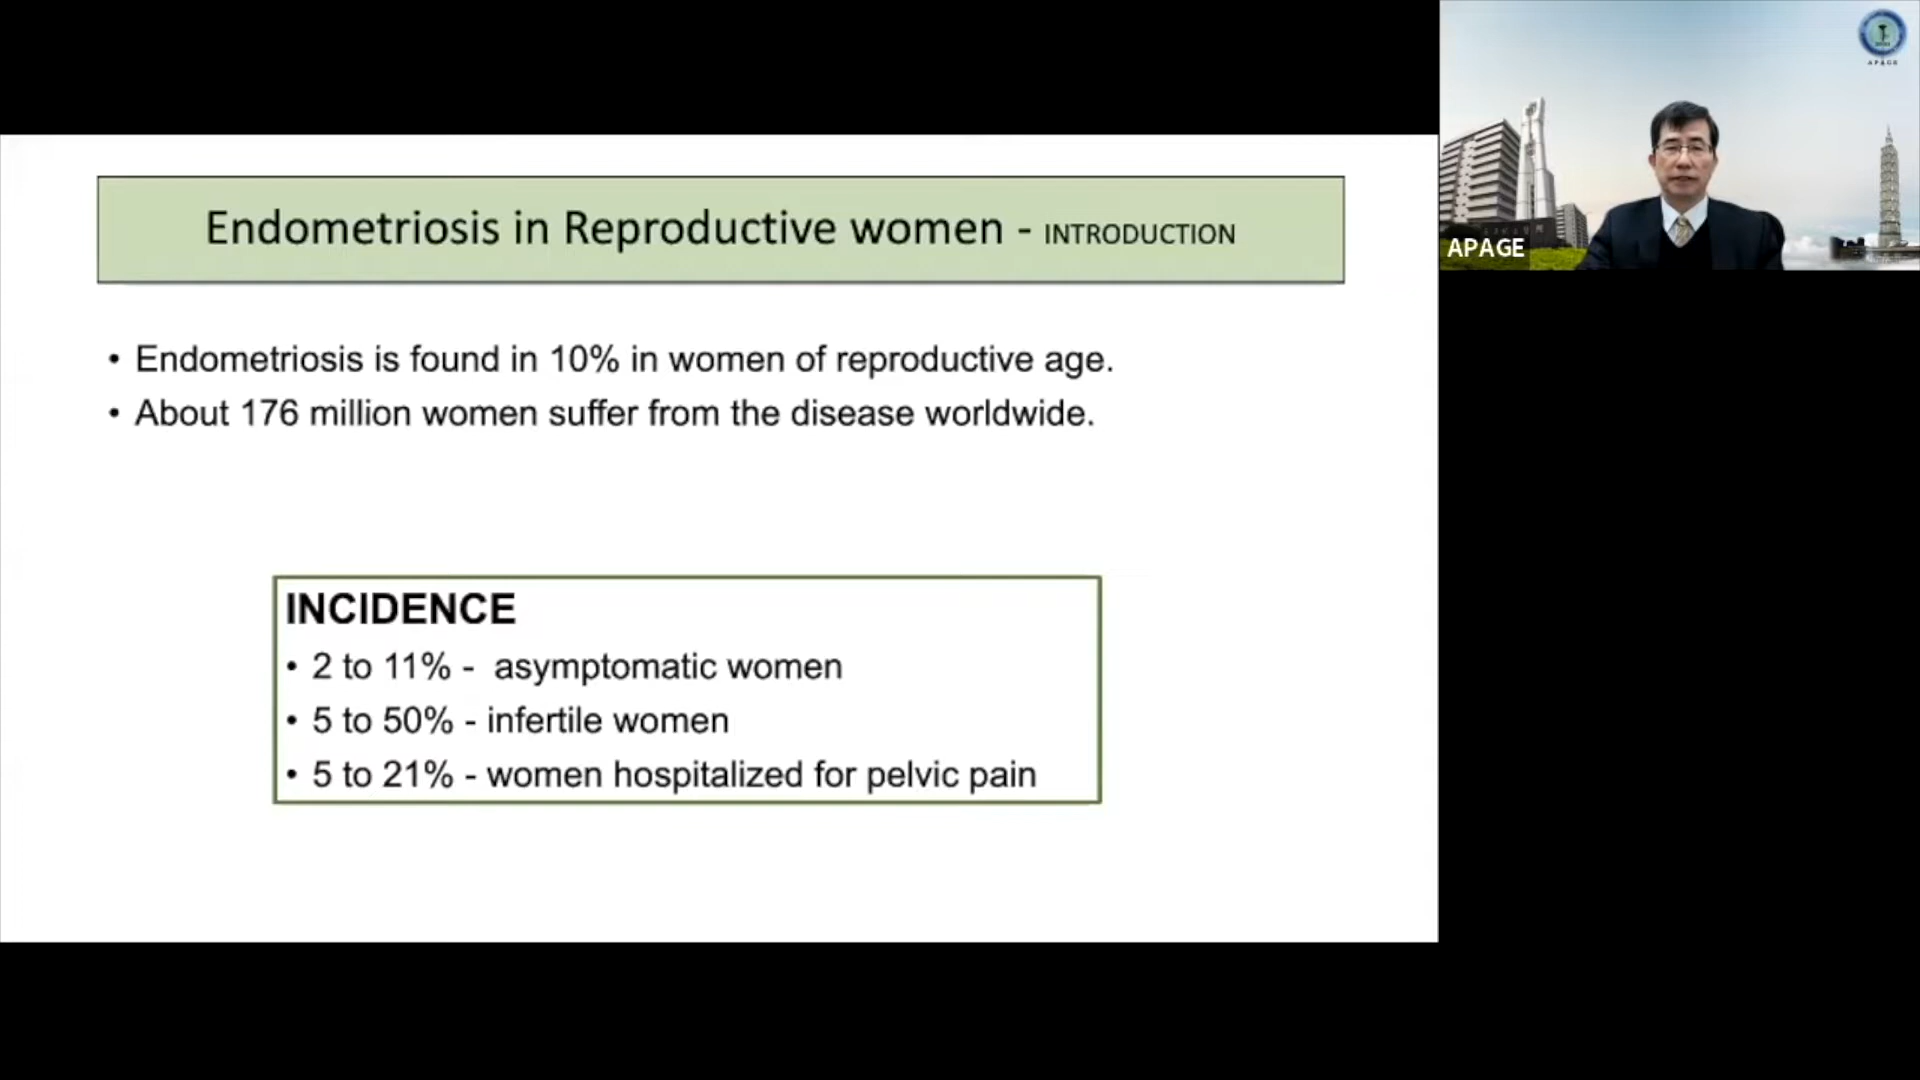 Endometriosis in Reproductive women - INTRODUCTION
• Endometriosis is found in 10% in women of reproductive age.
• About 176 million women suffer from the disease worldwide.
INCIDENCE
• 2 to 11% - asymptomatic women
• 5 to 50% - infertile women
• 5 to 21% - women hospitalized for pelvic pain
APAGE
APAGE